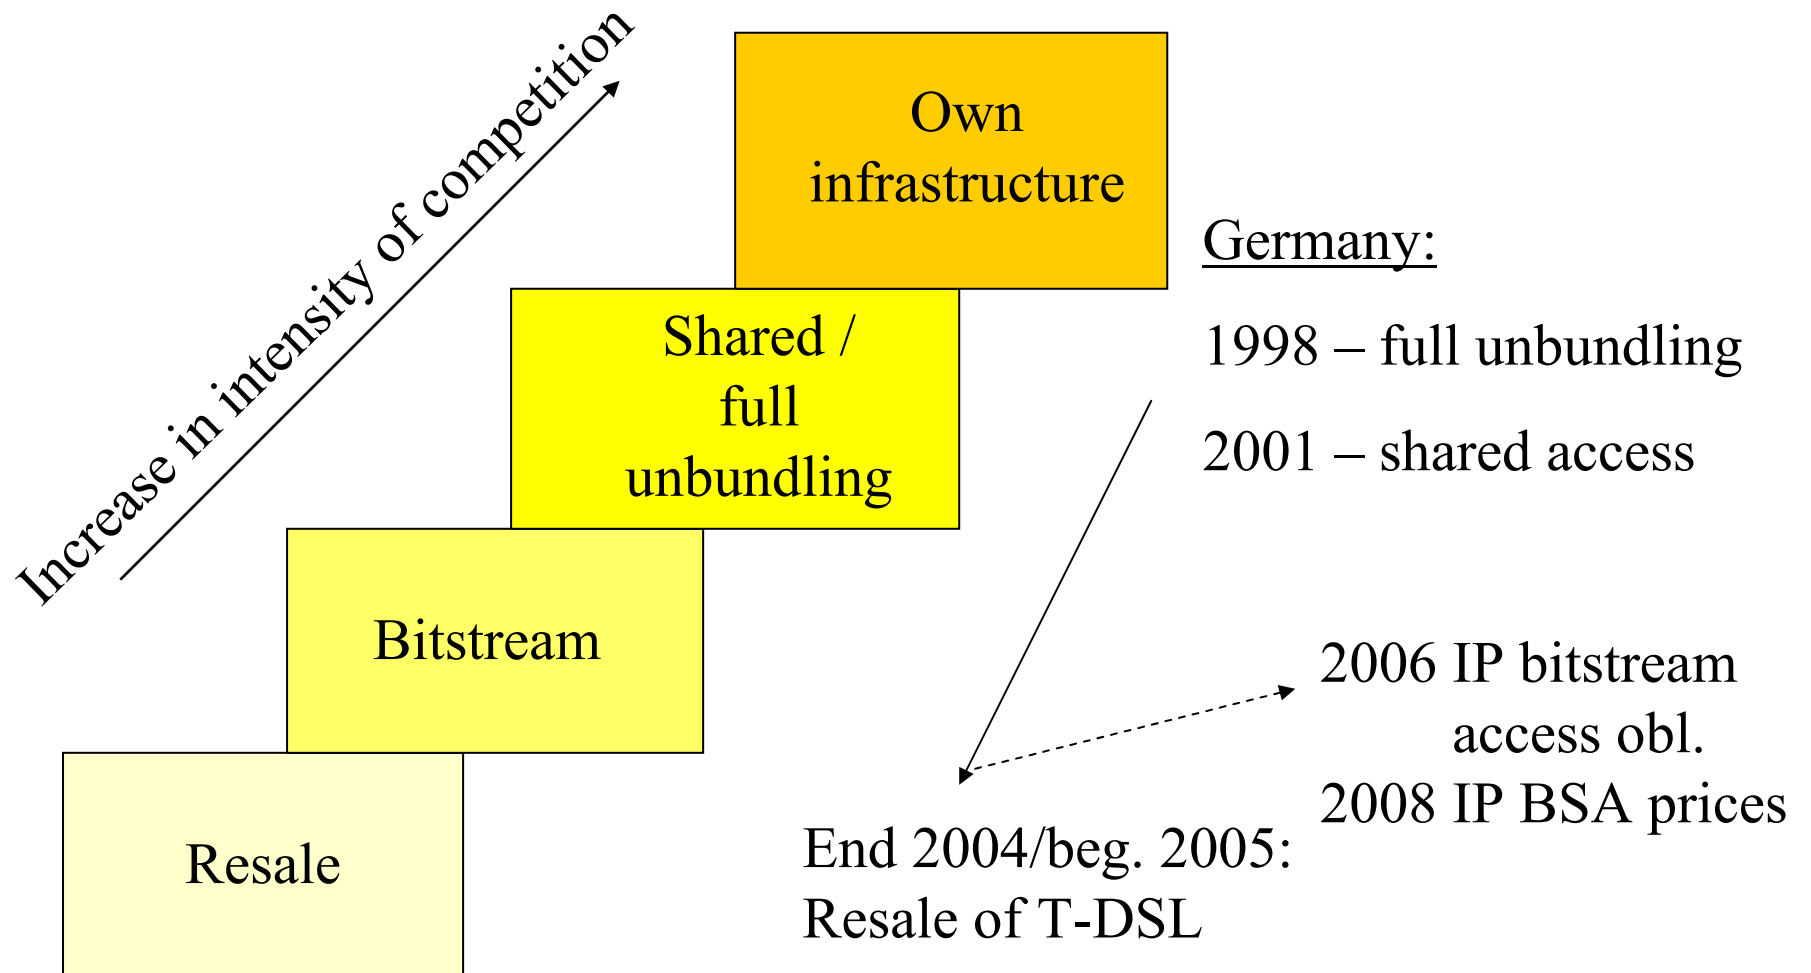 Increase in intensity of competition
Own
infrastructure
Shared /
full
unbundling
Bitstream
Resale
Germany:
1998 – full unbundling
2001 – shared access
2006 IP bitstream
access obl.
2008 IP BSA prices
End 2004/beg. 2005:
Resale of T-DSL